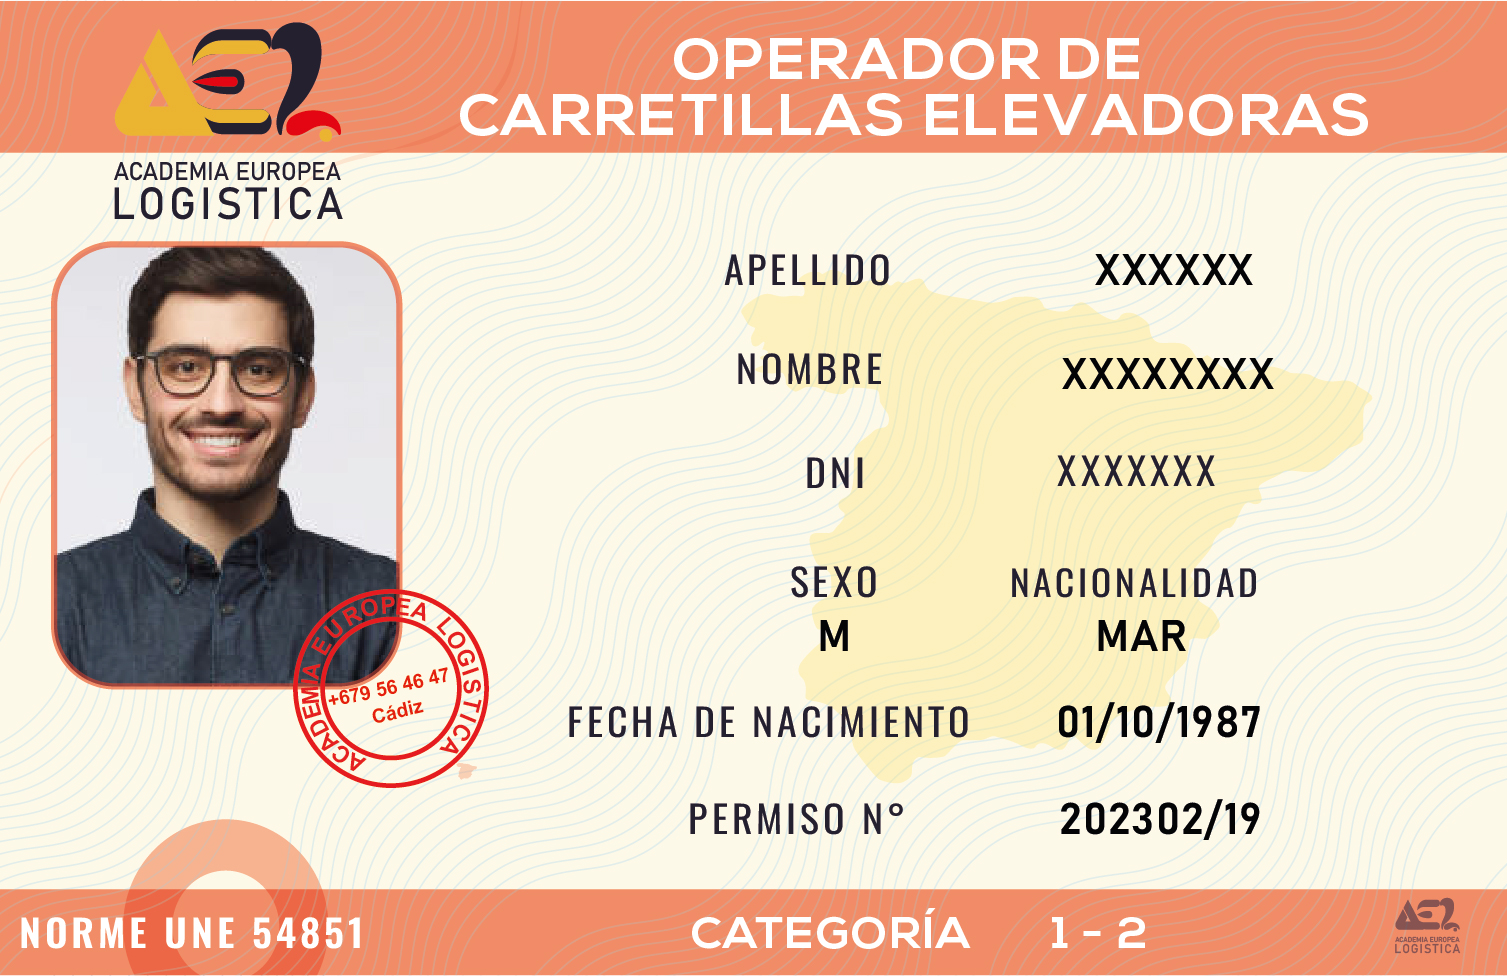 OPERADOR DE
CARRETILLAS ELEVADORAS
ACADEMIA EUROPEA
LOGISTICA
APELLIDO XXXXXX
NOMBRE XXXXXXXX
DNI XXXXXXX
SEXO NACIONALIDAD
M MAR
FECHA DE NACIMIENTO 01/10/1987
PERMISO N° 202302/19
ACADEMIA EUROPEA LOGISTICA
+679 56 46 47
Cádiz
NORME UNE 54851
CATEGORÍA 1 - 2
ACADEMIA EUROPEA
LOGISTICA